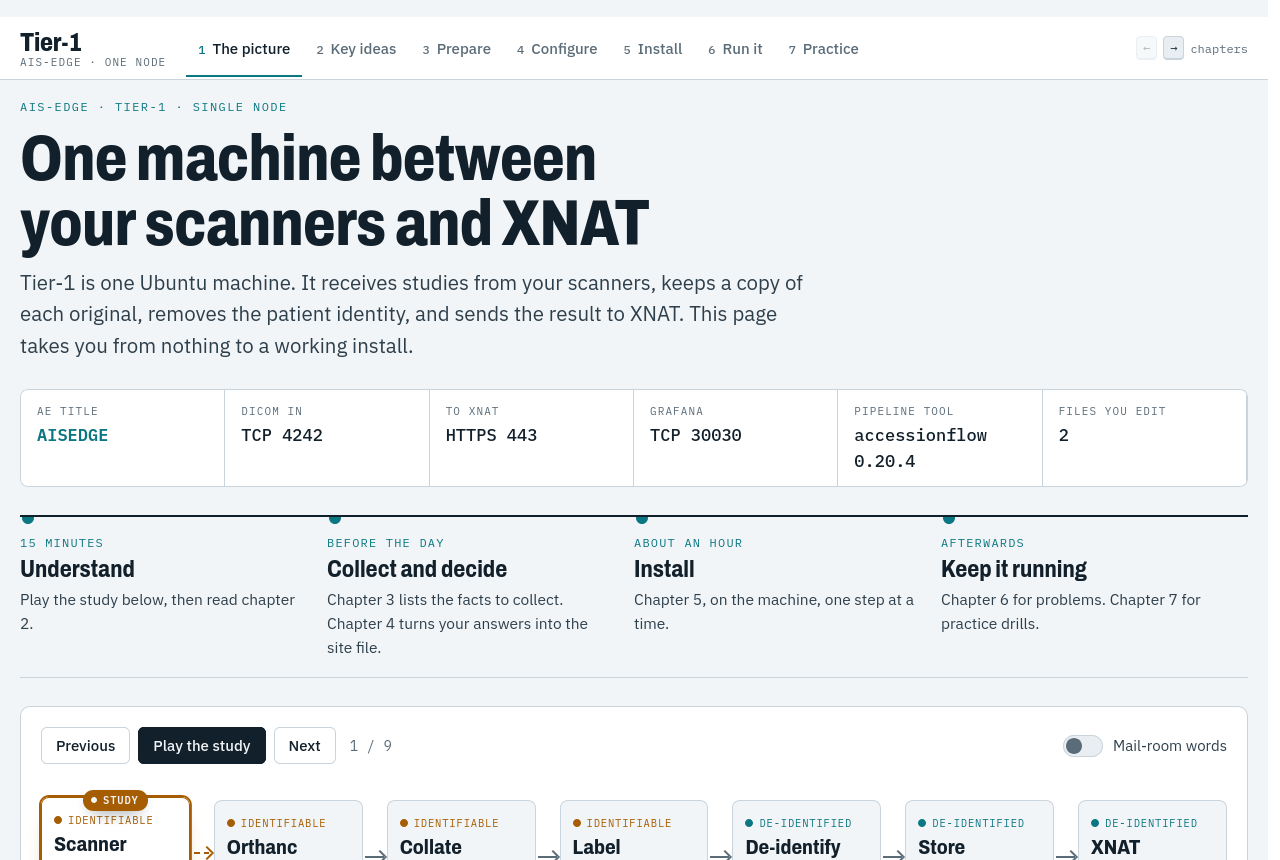 Tier-1
AIS-EDGE · ONE NODE
1 The picture
2 Key ideas
3 Prepare
4 Configure
5 Install
6 Run it
7 Practice
← → chapters
AIS-EDGE · TIER-1 · SINGLE NODE
One machine between
your scanners and XNAT
Tier-1 is one Ubuntu machine. It receives studies from your scanners, keeps a copy of
each original, removes the patient identity, and sends the result to XNAT. This page
takes you from nothing to a working install.
AE TITLE
AISEDGE
DICOM IN
TCP 4242
TO XNAT
HTTPS 443
GRAFANA
TCP 30030
PIPELINE TOOL
accessionflow
0.20.4
FILES YOU EDIT
2
15 MINUTES
Understand
Play the study below, then read chapter
2.
BEFORE THE DAY
Collect and decide
Chapter 3 lists the facts to collect.
Chapter 4 turns your answers into the
site file.
ABOUT AN HOUR
Install
Chapter 5, on the machine, one step at a
time.
AFTERWARDS
Keep it running
Chapter 6 for problems. Chapter 7 for
practice drills.
Previous
Play the study
Next
1 / 9
Mail-room words
STUDY
IDENTIFIABLE
Scanner
IDENTIFIABLE
Orthanc
IDENTIFIABLE
Collate
IDENTIFIABLE
Label
DE-IDENTIFIED
De-identify
DE-IDENTIFIED
Store
DE-IDENTIFIED
XNAT